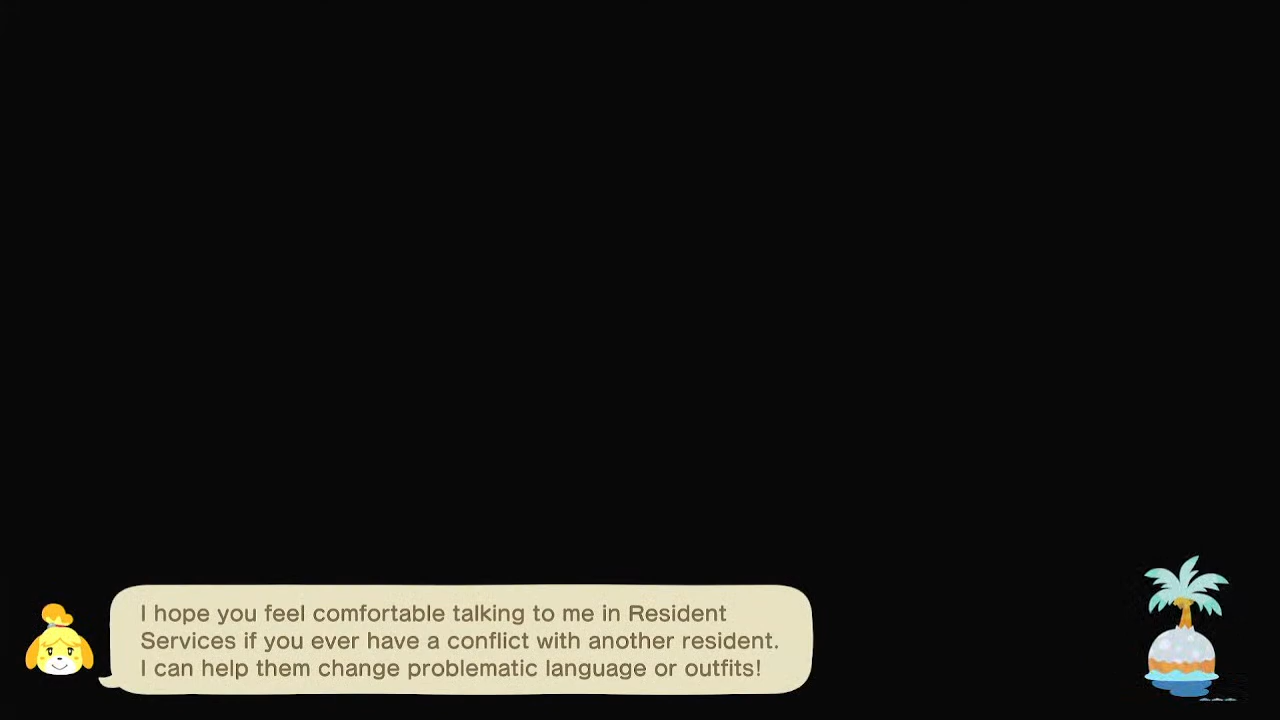 I hope you feel comfortable talking to me in Resident
Services if you ever have a conflict with another resident.
I can help them change problematic language or outfits!